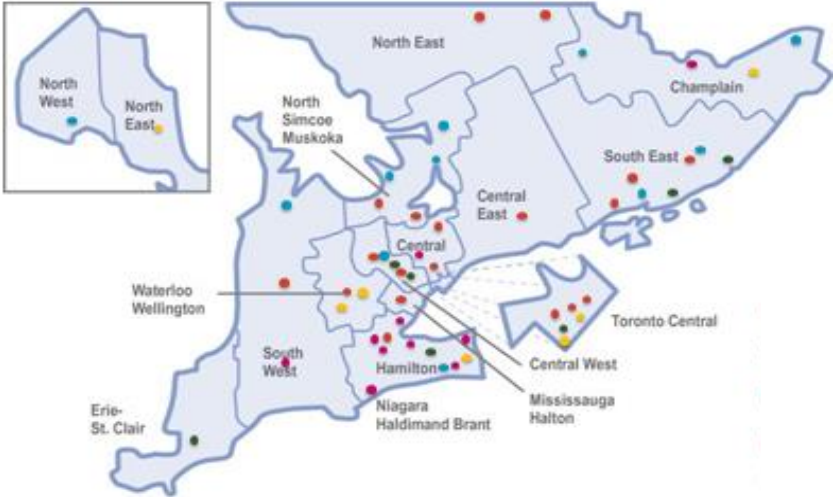 North
West
North
East
North East
Champlain
North
Simcoe
Muskoka
South East
Central
East
Central
Waterloo
Wellington
Toronto Central
South
West
Hamilton
Central West
Niagara
Haldimand Brant
Mississauga
Halton
Erie-
St. Clair